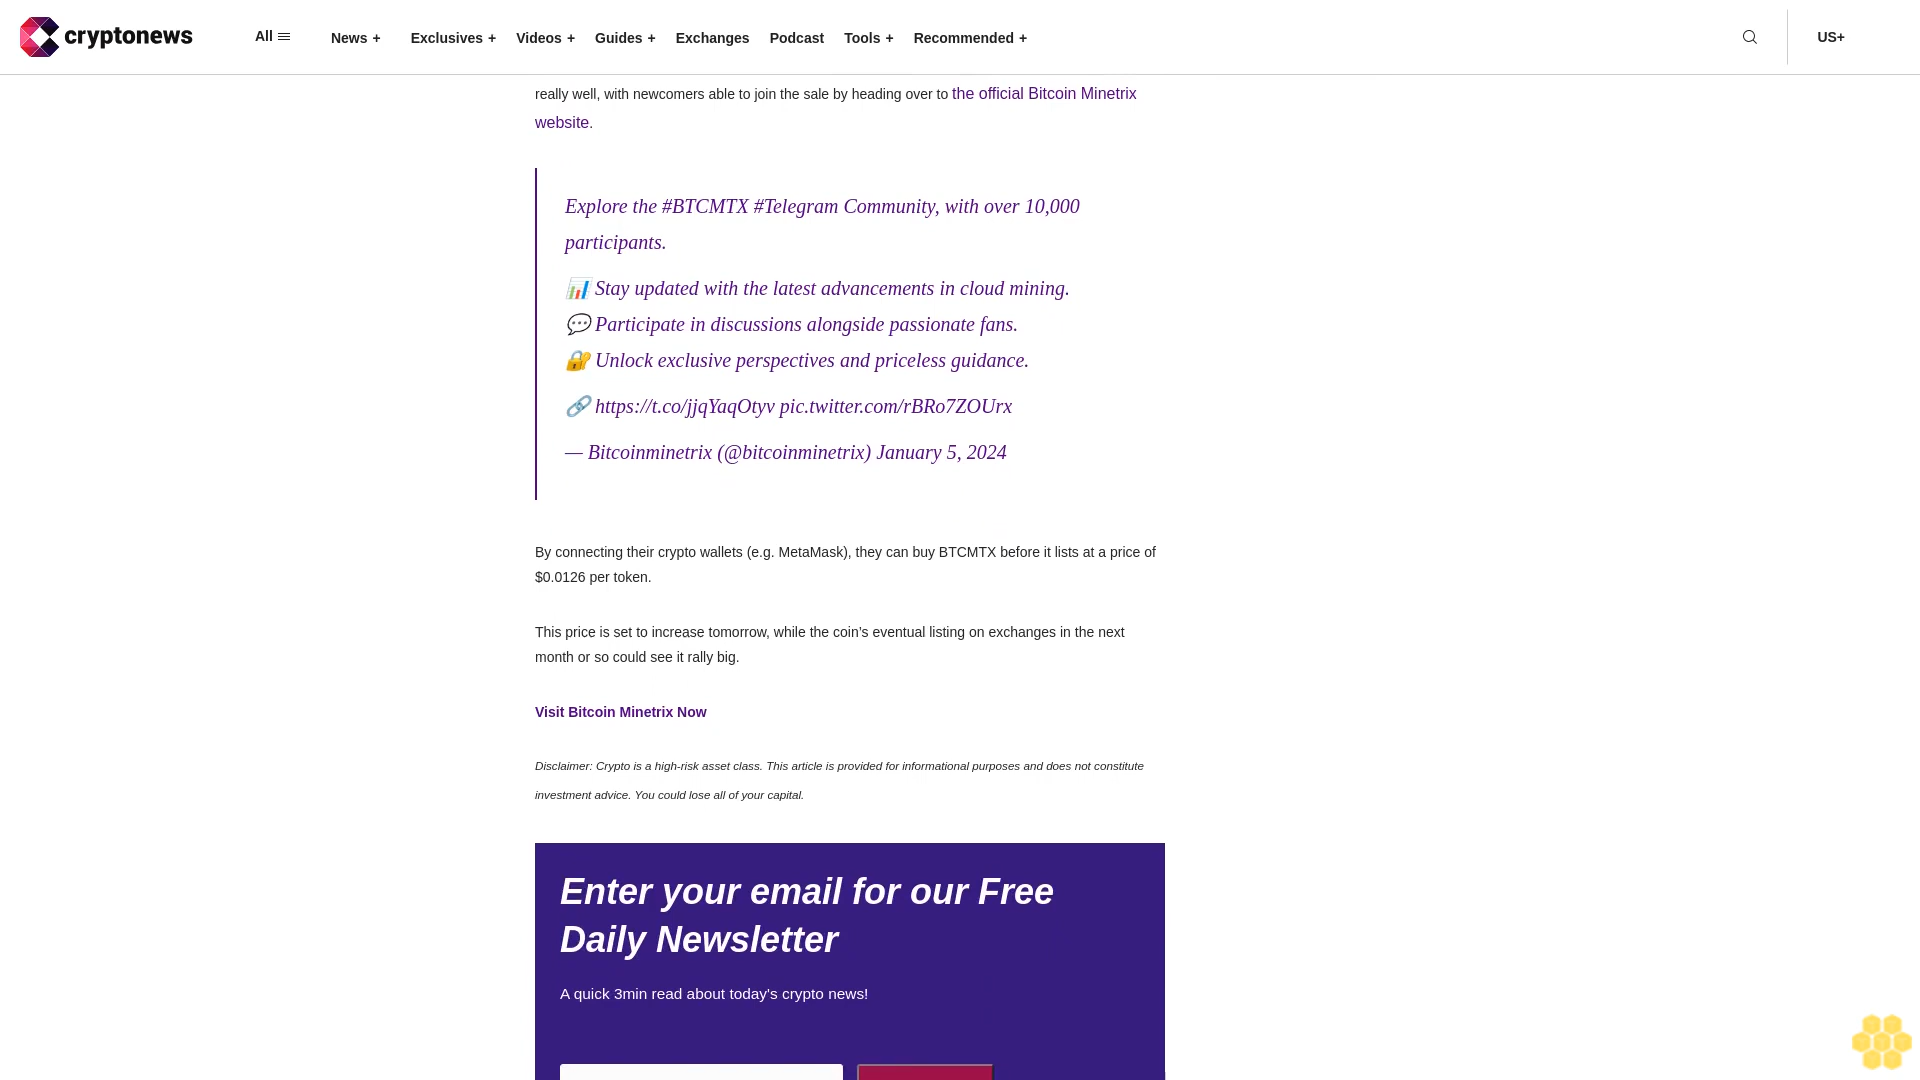 cryptonews
All
News +
Exclusives +
Videos +
Guides +
Exchanges
Podcast
Tools +
Recommended +
US+
really well, with newcomers able to join the sale by heading over to the official Bitcoin Minetrix
website.
Explore the #BTCMTX #Telegram Community, with over 10,000
participants.
📊 Stay updated with the latest advancements in cloud mining.
💬 Participate in discussions alongside passionate fans.
🔐 Unlock exclusive perspectives and priceless guidance.
🔗 https://t.co/jjqYaqOtyv pic.twitter.com/rBRo7ZOUrx
— Bitcoinminetrix (@bitcoinminetrix) January 5, 2024
By connecting their crypto wallets (e.g. MetaMask), they can buy BTCMTX before it lists at a price of
$0.0126 per token.
This price is set to increase tomorrow, while the coin's eventual listing on exchanges in the next
month or so could see it rally big.
Visit Bitcoin Minetrix Now
Disclaimer: Crypto is a high-risk asset class. This article is provided for informational purposes and does not constitute
investment advice. You could lose all of your capital.
Enter your email for our Free
Daily Newsletter
A quick 3min read about today's crypto news!